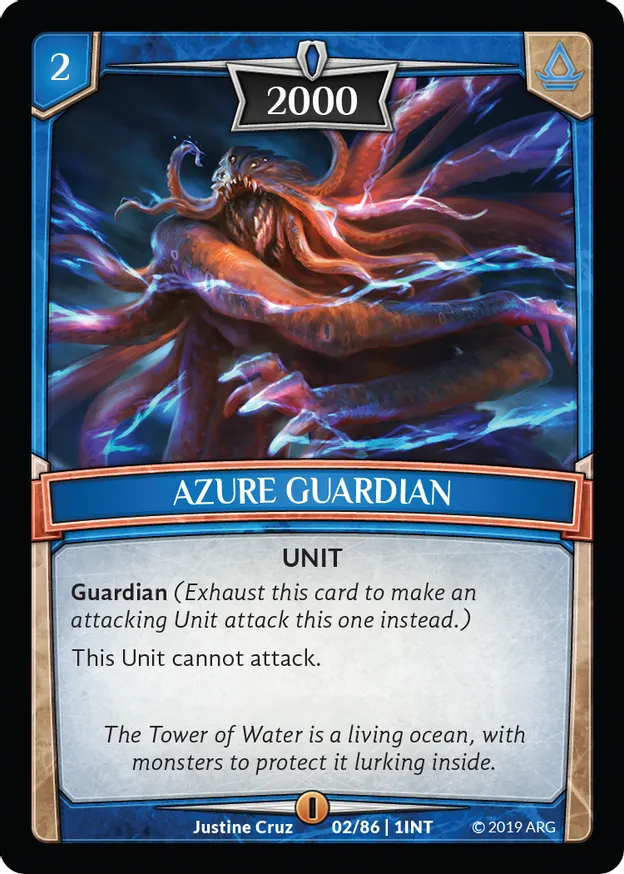 2
2000
AZURE GUARDIAN
UNIT
Guardian (Exhaust this card to make an
attacking Unit attack this one instead.)
This Unit cannot attack.
The Tower of Water is a living ocean, with
monsters to protect it lurking inside.
I
Justine Cruz 02/86 | 1INT © 2019 ARG